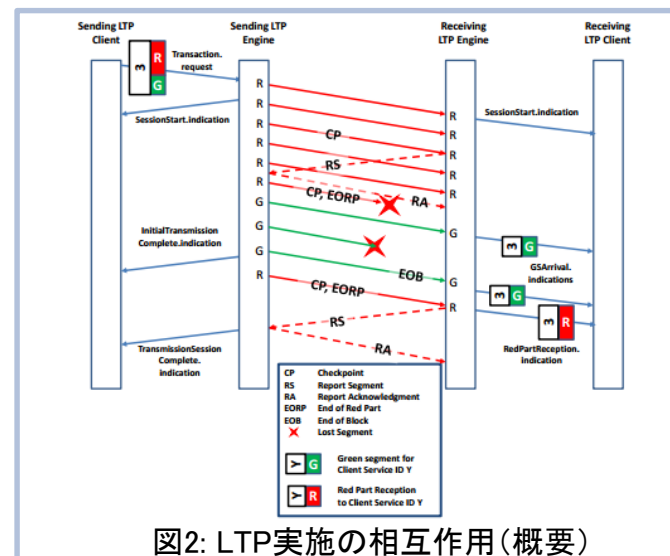 Sending LTP
Client
Sending LTP
Engine
Receiving
LTP Engine
Receiving
LTP Client
Transaction.
request
3
R
G
SessionStart.indication
SessionStart.indication
R
R
R
R
R
R
G
G
G
R
CP
RS
RA
CP, EORP
EOB
CP, EORP
RS
RA
R
R
R
R
R
G
G
R
InitialTransmission
Complete.indication
3 G
GSArrival.
indications
3 G
3 R
RedPartReception.
indication
TransmissionSession
Complete.
indication
CP Checkpoint
RS Report Segment
RA Report Acknowledgment
EORP End of Red Part
EOB End of Block
Lost Segment
Y G Green segment for
Client Service ID Y
Y R Red Part Reception
to Client Service ID Y
図2: LTP実施の相互作用(概要)